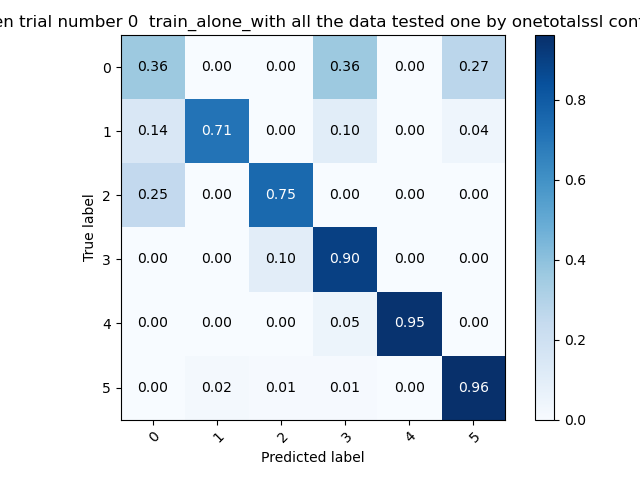 en trial number 0 train_alone_with all the data tested one by onetotalssl con
0 0.36 0.00 0.00 0.36 0.00 0.27
1 0.14 0.71 0.00 0.10 0.00 0.04
2 0.25 0.00 0.75 0.00 0.00 0.00
3 0.00 0.00 0.10 0.90 0.00 0.00
4 0.00 0.00 0.00 0.05 0.95 0.00
5 0.00 0.02 0.01 0.01 0.00 0.96
0 1 2 3 4 5
Predicted label
True label
0.8
0.6
0.4
0.2
0.0